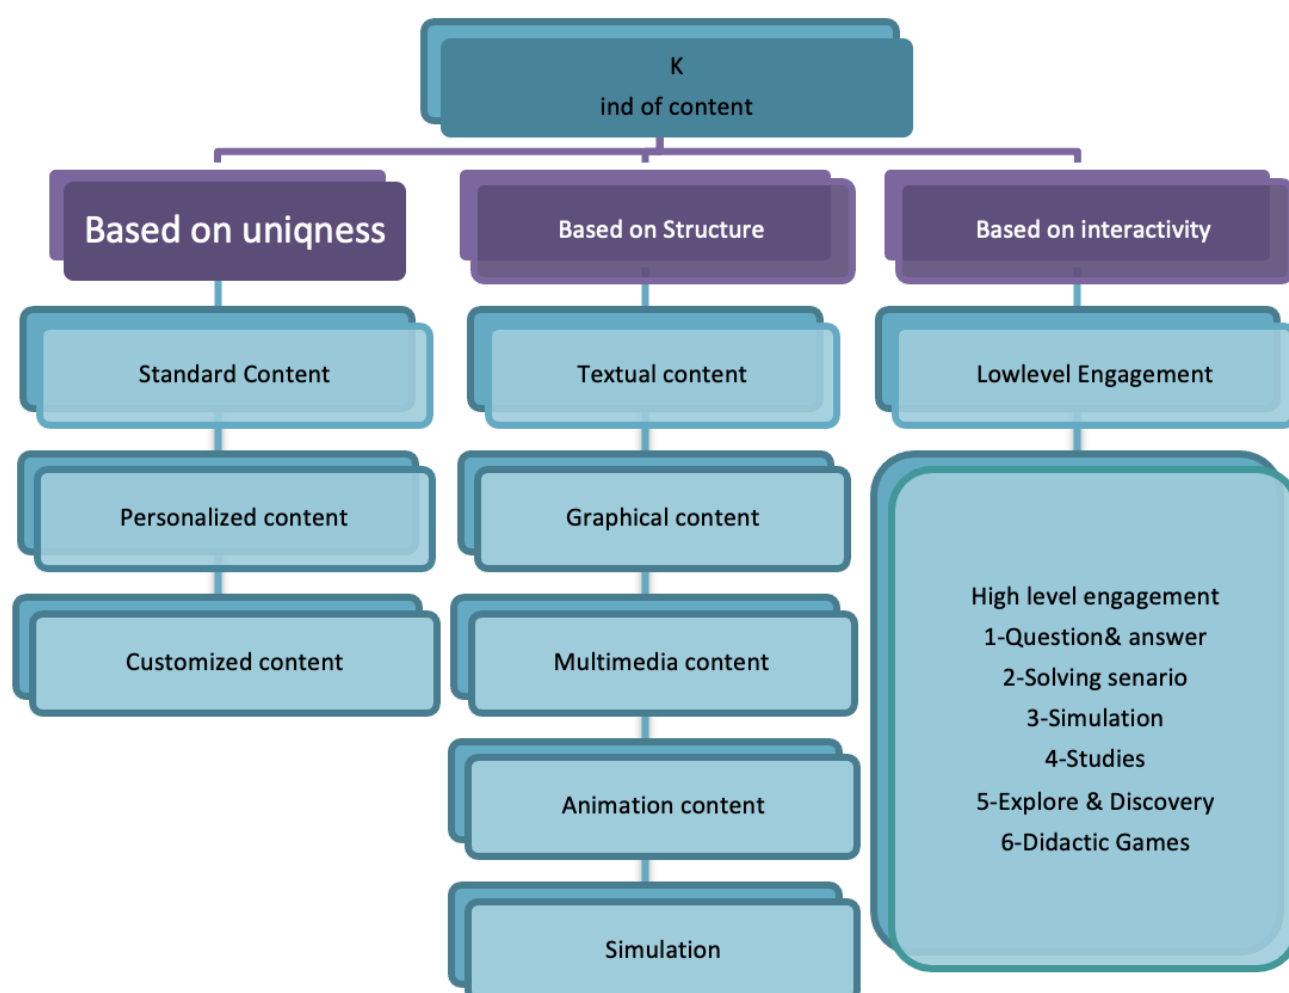 K
ind of content
Based on uniqness
Based on Structure
Based on interactivity
Standard Content
Textual content
Lowlevel Engagement
Personalized content
Graphical content
Customized content
Multimedia content
Animation content
Simulation
High level engagement
1-Question& answer
2-Solving senario
3-Simulation
4-Studies
5-Explore & Discovery
6-Didactic Games